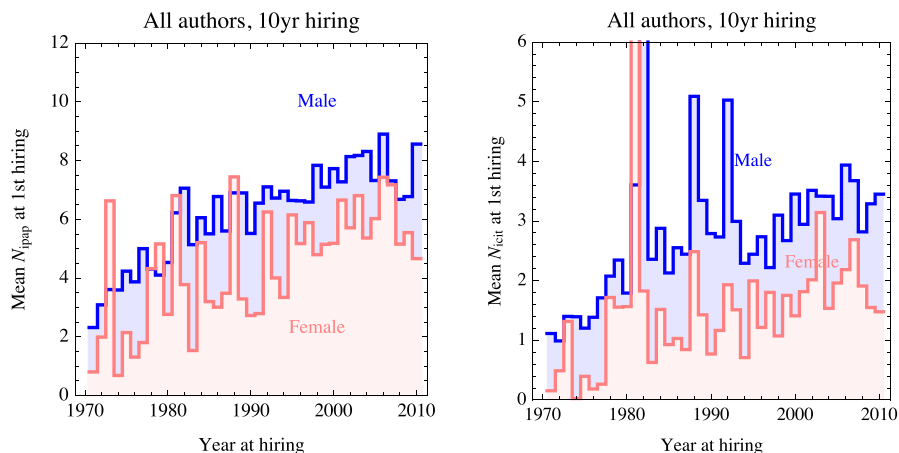 All authors, 10yr hiring
12
10
8
6
4
2
0
Mean Nipap at 1st hiring
Male
Female
1970
1980
1990
2000
2010
Year at hiring
All authors, 10yr hiring
6
5
4
3
2
1
0
Mean Nicit at 1st hiring
Male
Female
1970
1980
1990
2000
2010
Year at hiring